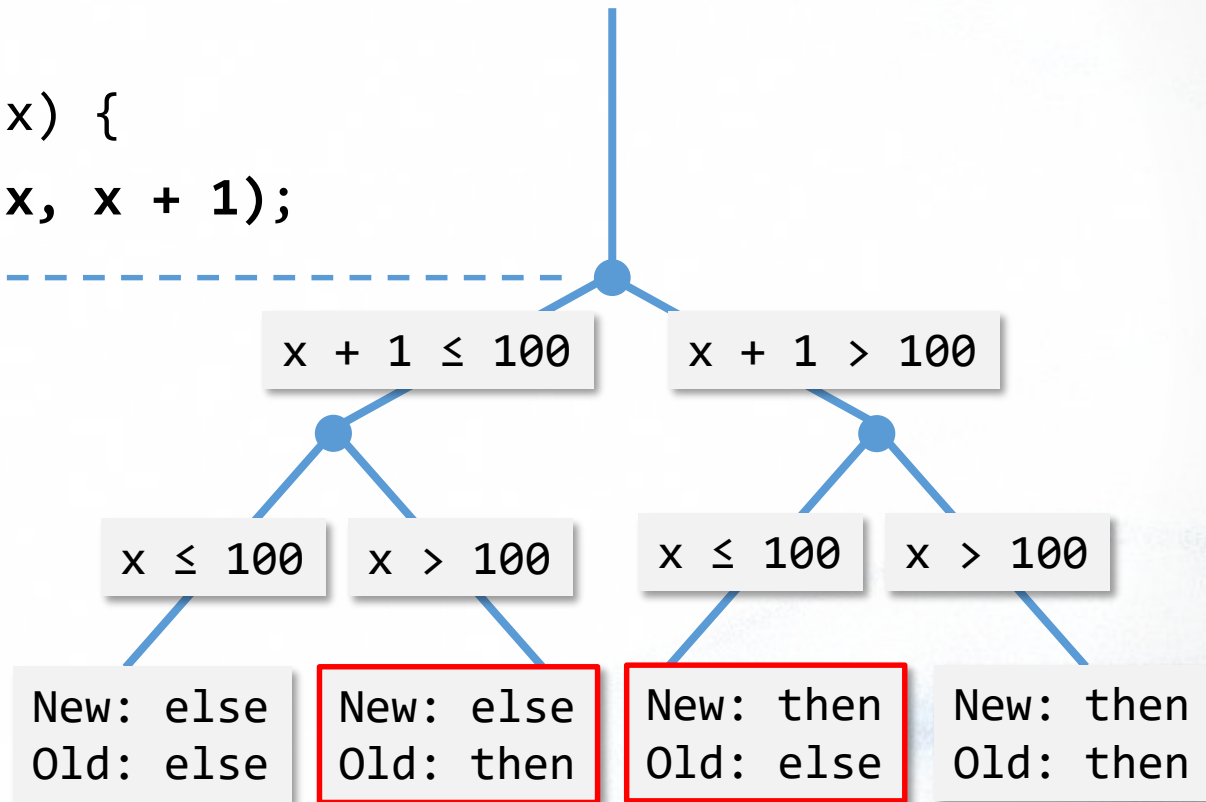 x) {
x, x + 1);
x + 1 ≤ 100
x + 1 > 100
x ≤ 100
x > 100
x ≤ 100
x > 100
New: else
Old: else
New: else
Old: then
New: then
Old: else
New: then
Old: then